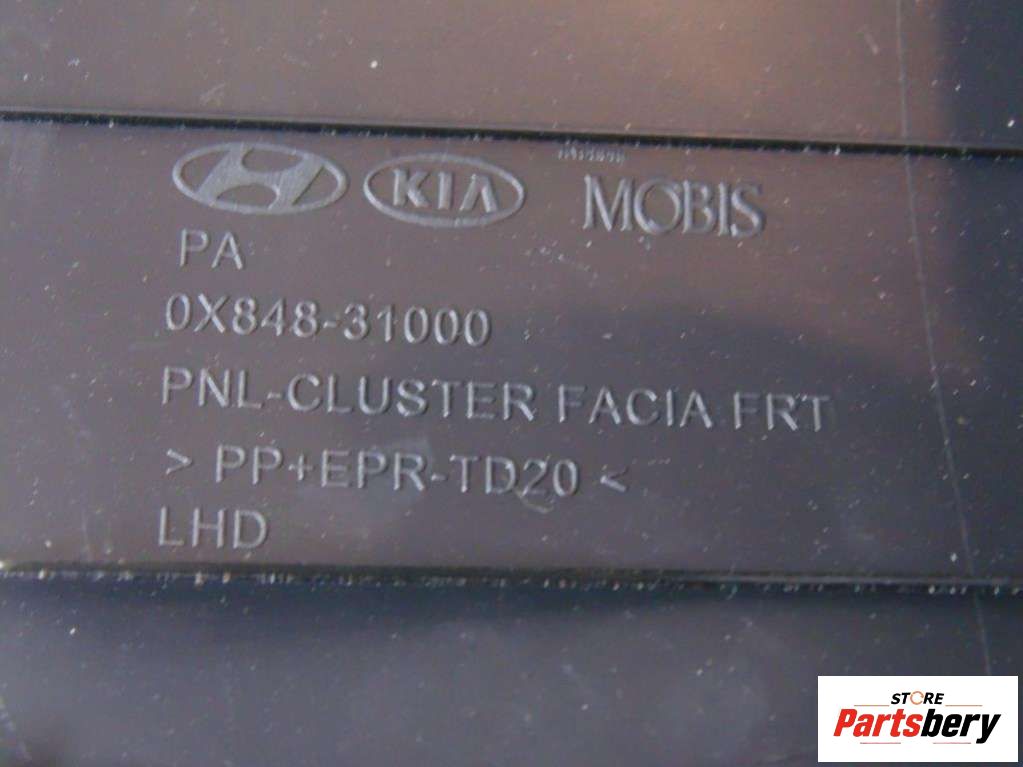 KIA MOBIS
PA
0X848-31000
PNL-CLUSTER FACIA FRT
> PP+EPR-TD20 <
LHD
STORE
Partsbery